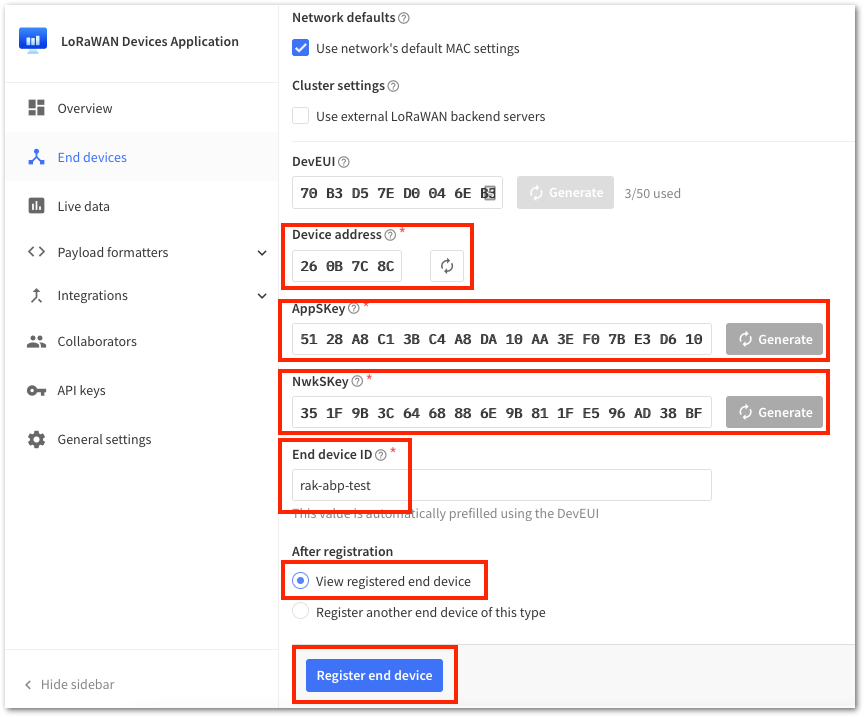 LoRaWAN Devices Application
Overview
End devices
Live data
Payload formatters
Integrations
Collaborators
API keys
General settings
Hide sidebar
Network defaults
Use network's default MAC settings
Cluster settings
Use external LoRaWAN backend servers
DevEUI
70 B3 D5 7E D0 04 6E B5 Generate 3/50 used
Device address *
26 0B 7C 8C
AppSKey *
51 28 A8 C1 3B C4 A8 DA 10 AA 3E F0 7B E3 D6 10 Generate
NwkSKey *
35 1F 9B 3C 64 68 88 6E 9B 81 1F E5 96 AD 38 BF Generate
End device ID *
rak-abp-test
This value is automatically prefilled using the DevEUI
After registration
View registered end device
Register another end device of this type
Register end device